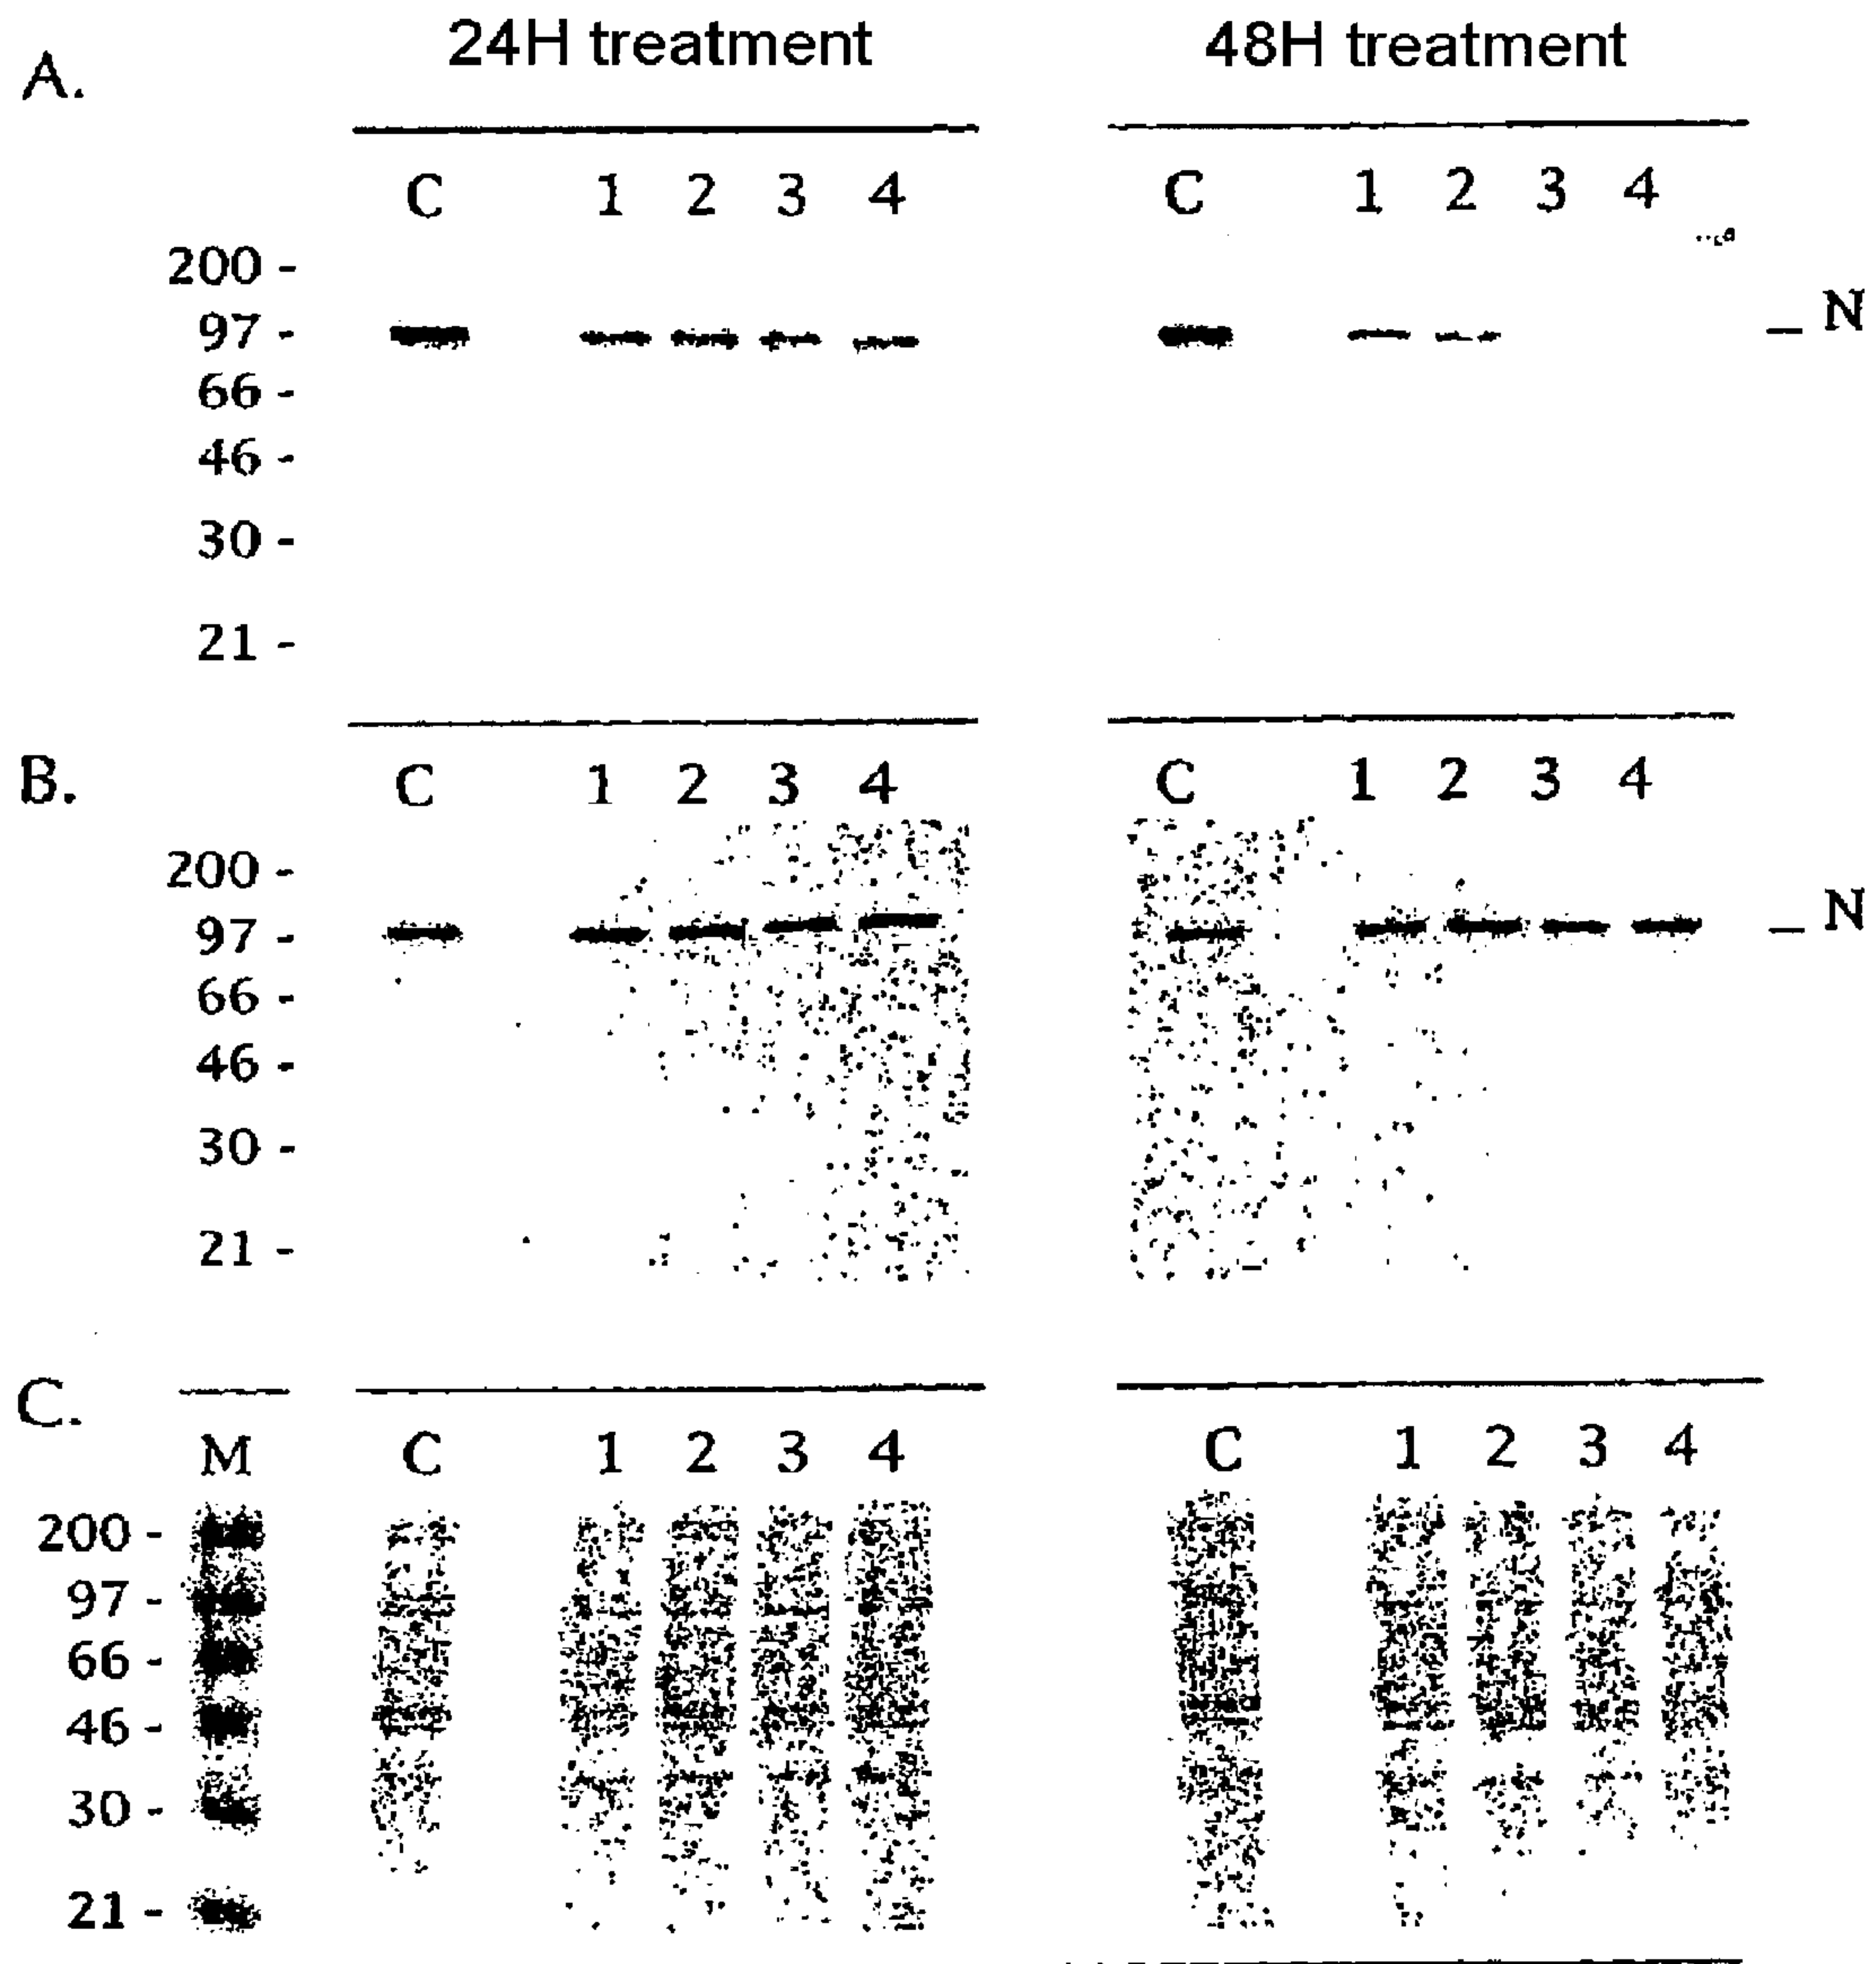 24H treatment 48H treatment
A.
C 1 2 3 4 C 1 2 3 4
200 -
97 - _ N
66 -
46 -
30 -
21 -
B.
C 1 2 3 4 C 1 2 3 4
200 -
97 - _ N
66 -
46 -
30 -
21 -
C.
M C 1 2 3 4 C 1 2 3 4
200 -
97 -
66 -
46 -
30 -
21 -